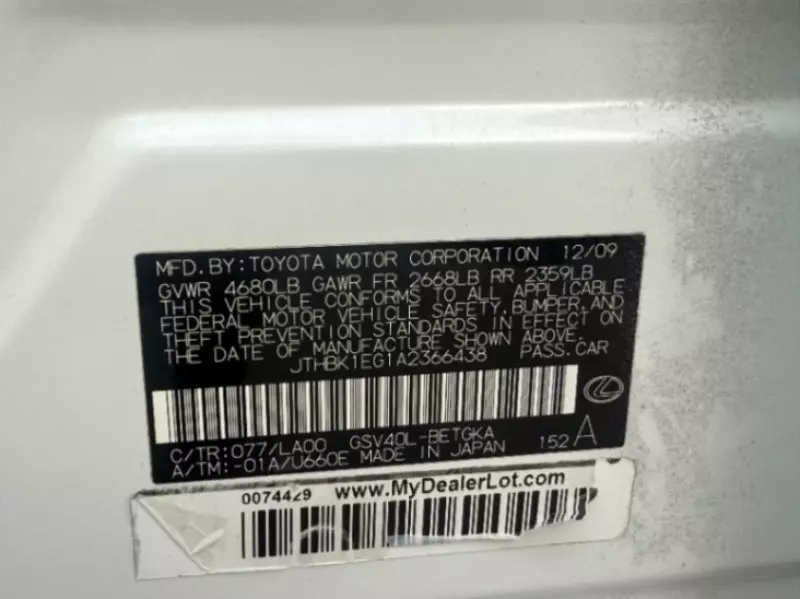 MFD. BY: TOYOTA MOTOR CORPORATION 12/09
GVWR 4680LB GAWR FR 2668LB RR 2359LB
THIS VEHICLE CONFORMS TO ALL APPLICABLE
FEDERAL MOTOR VEHICLE SAFETY, BUMPER, AND
THEFT PREVENTION STANDARDS IN EFFECT ON
THE DATE OF MANUFACTURE SHOWN ABOVE.
JTHBK1EG1A2366438 PASS. CAR
C/TR: 077/LA00 GSV40L-BETGKA 152 A
A/TM: -01A/U660E MADE IN JAPAN
0074429 www.MyDealerLot.com